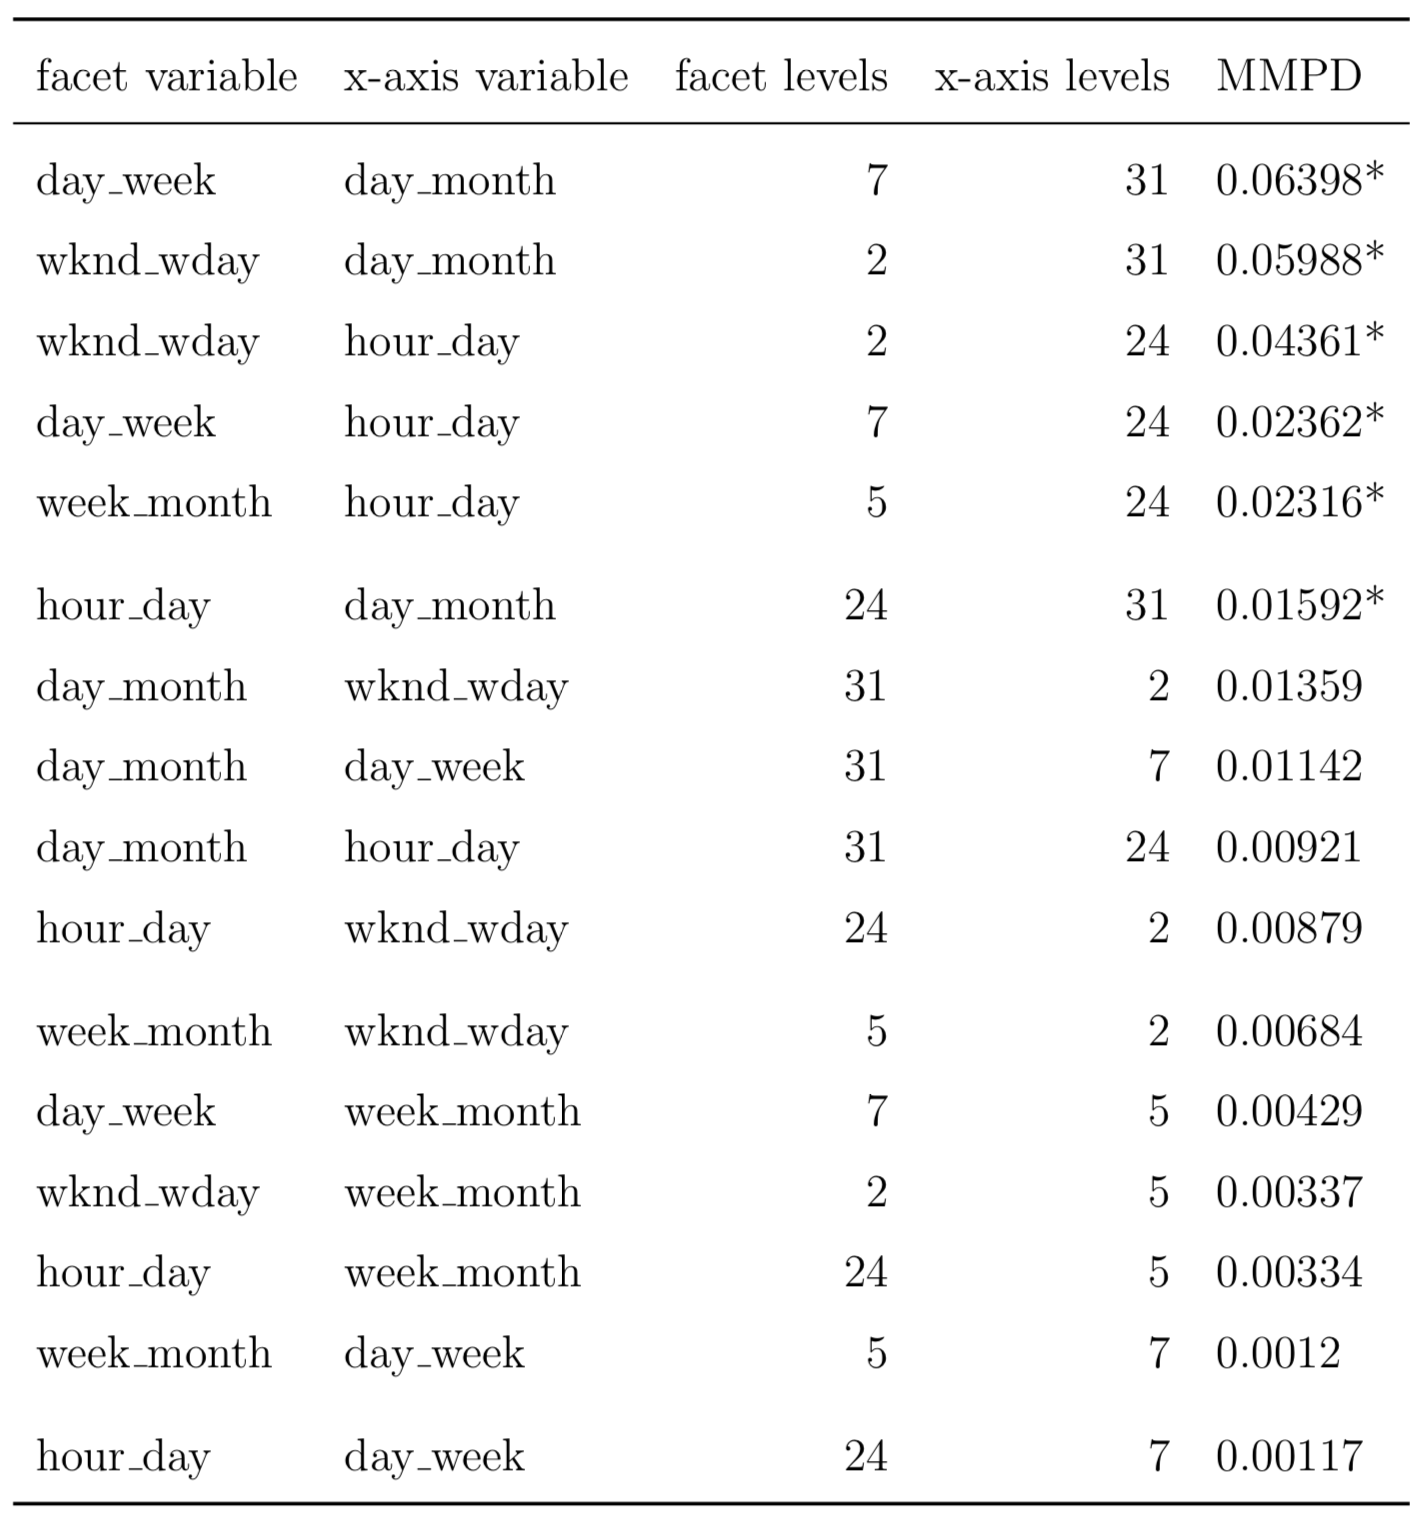 facet variable x-axis variable facet levels x-axis levels MMPD
day_week day_month 7 31 0.06398*
wknd_wday day_month 2 31 0.05988*
wknd_wday hour_day 2 24 0.04361*
day_week hour_day 7 24 0.02362*
week_month hour_day 5 24 0.02316*
hour_day day_month 24 31 0.01592*
day_month wknd_wday 31 2 0.01359
day_month day_week 31 7 0.01142
day_month hour_day 31 24 0.00921
hour_day wknd_wday 24 2 0.00879
week_month wknd_wday 5 2 0.00684
day_week week_month 7 5 0.00429
wknd_wday week_month 2 5 0.00337
hour_day week_month 24 5 0.00334
week_month day_week 5 7 0.0012
hour_day day_week 24 7 0.00117